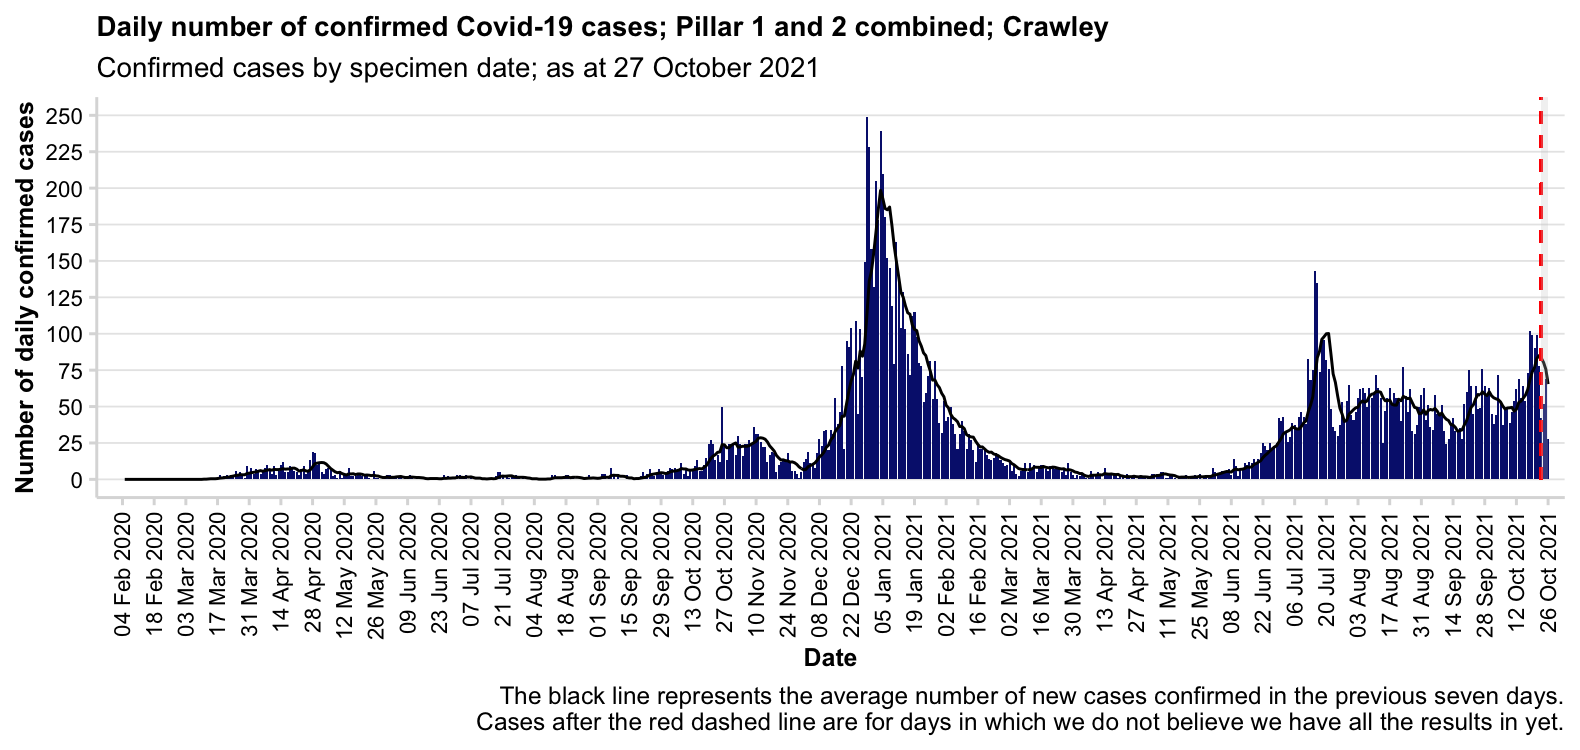 Daily number of confirmed Covid-19 cases; Pillar 1 and 2 combined; Crawley
Confirmed cases by specimen date; as at 27 October 2021
Number of daily confirmed cases
250
225
200
175
150
125
100
75
50
25
0
04 Feb 2020
18 Feb 2020
03 Mar 2020
17 Mar 2020
31 Mar 2020
14 Apr 2020
28 Apr 2020
12 May 2020
26 May 2020
09 Jun 2020
23 Jun 2020
07 Jul 2020
21 Jul 2020
04 Aug 2020
18 Aug 2020
01 Sep 2020
15 Sep 2020
29 Sep 2020
13 Oct 2020
27 Oct 2020
10 Nov 2020
24 Nov 2020
08 Dec 2020
22 Dec 2020
05 Jan 2021
19 Jan 2021
02 Feb 2021
16 Feb 2021
02 Mar 2021
16 Mar 2021
30 Mar 2021
13 Apr 2021
27 Apr 2021
11 May 2021
25 May 2021
08 Jun 2021
22 Jun 2021
06 Jul 2021
20 Jul 2021
03 Aug 2021
17 Aug 2021
31 Aug 2021
14 Sep 2021
28 Sep 2021
12 Oct 2021
26 Oct 2021
Date
The black line represents the average number of new cases confirmed in the previous seven days.
Cases after the red dashed line are for days in which we do not believe we have all the results in yet.